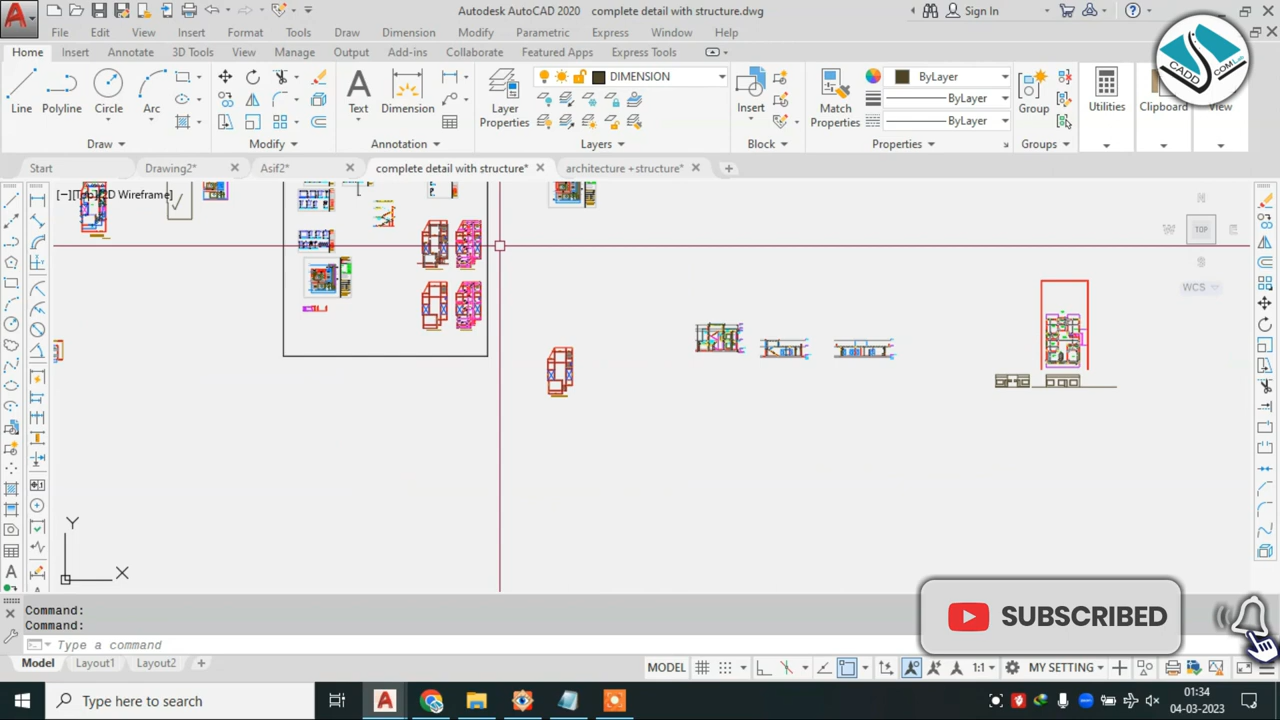 Autodesk AutoCAD 2020 complete detail with structure.dwg
Sign In
File Edit View Insert Format Tools Draw Dimension Modify Parametric Express Window Help
Home Insert Annotate 3D Tools View Manage Output Add-ins Collaborate Featured Apps Express Tools
CADD
COM Lab
DIMENSION
ByLayer
ByLayer
ByLayer
Line Polyline Circle Arc Text Dimension Layer Properties Insert Match Properties Group Utilities Clipboard View
Draw Modify Annotation Layers Block Properties Groups
Start Drawing2* Asif2* complete detail with structure* architecture +structure*
[−][Top][2D Wireframe]
N
W TOP E
S
WCS
Y
X
Command:
Command:
Type a command
SUBSCRIBED
Model Layout1 Layout2
MODEL 1:1 MY SETTING
Type here to search
01:34
04-03-2023